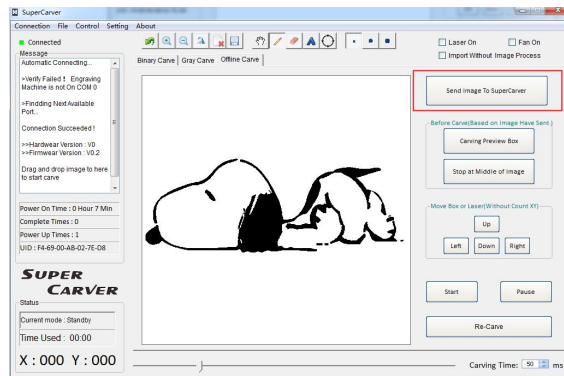 SuperCarver
Connection File Control Setting About
Connected
Message
Automatic Connecting...
>Verify Failed！ Engraving
Machine is not On COM 0
>Findding Next Available
Port...
Connection Succeeded !
>>Hardwear Version : V0
>>Firmwear Version : V0.2
Drag and drop image to here
to start carve
Power On Time : 0 Hour 7 Min
Complete Times : 0
Power Up Times : 1
UID : F4-69-00-AB-02-7E-D8
SUPER
CARVER
Status
Current mode : Standby
Time Used : 00:00
X : 000 Y : 000
A
Binary Carve Gray Carve Offline Carve
Laser On Fan On
Import Without Image Process
Send Image To SuperCarver
Before Carve(Based on Image Have Sent )
Carving Preview Box
Stop at Middle of Image
Move Box or Laser(Without Count XY)
Up
Left Down Right
Start Pause
Re-Carve
Carving Time: 50 ms